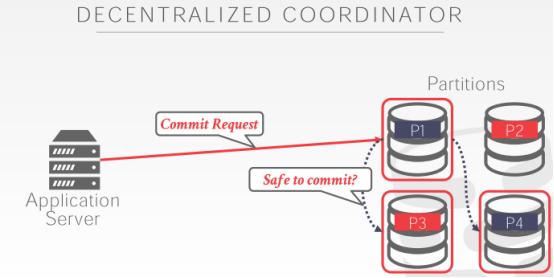 DECENTRALIZED COORDINATOR
Partitions
Commit Request
P1
P2
Safe to commit?
Application
Server
P3
P4